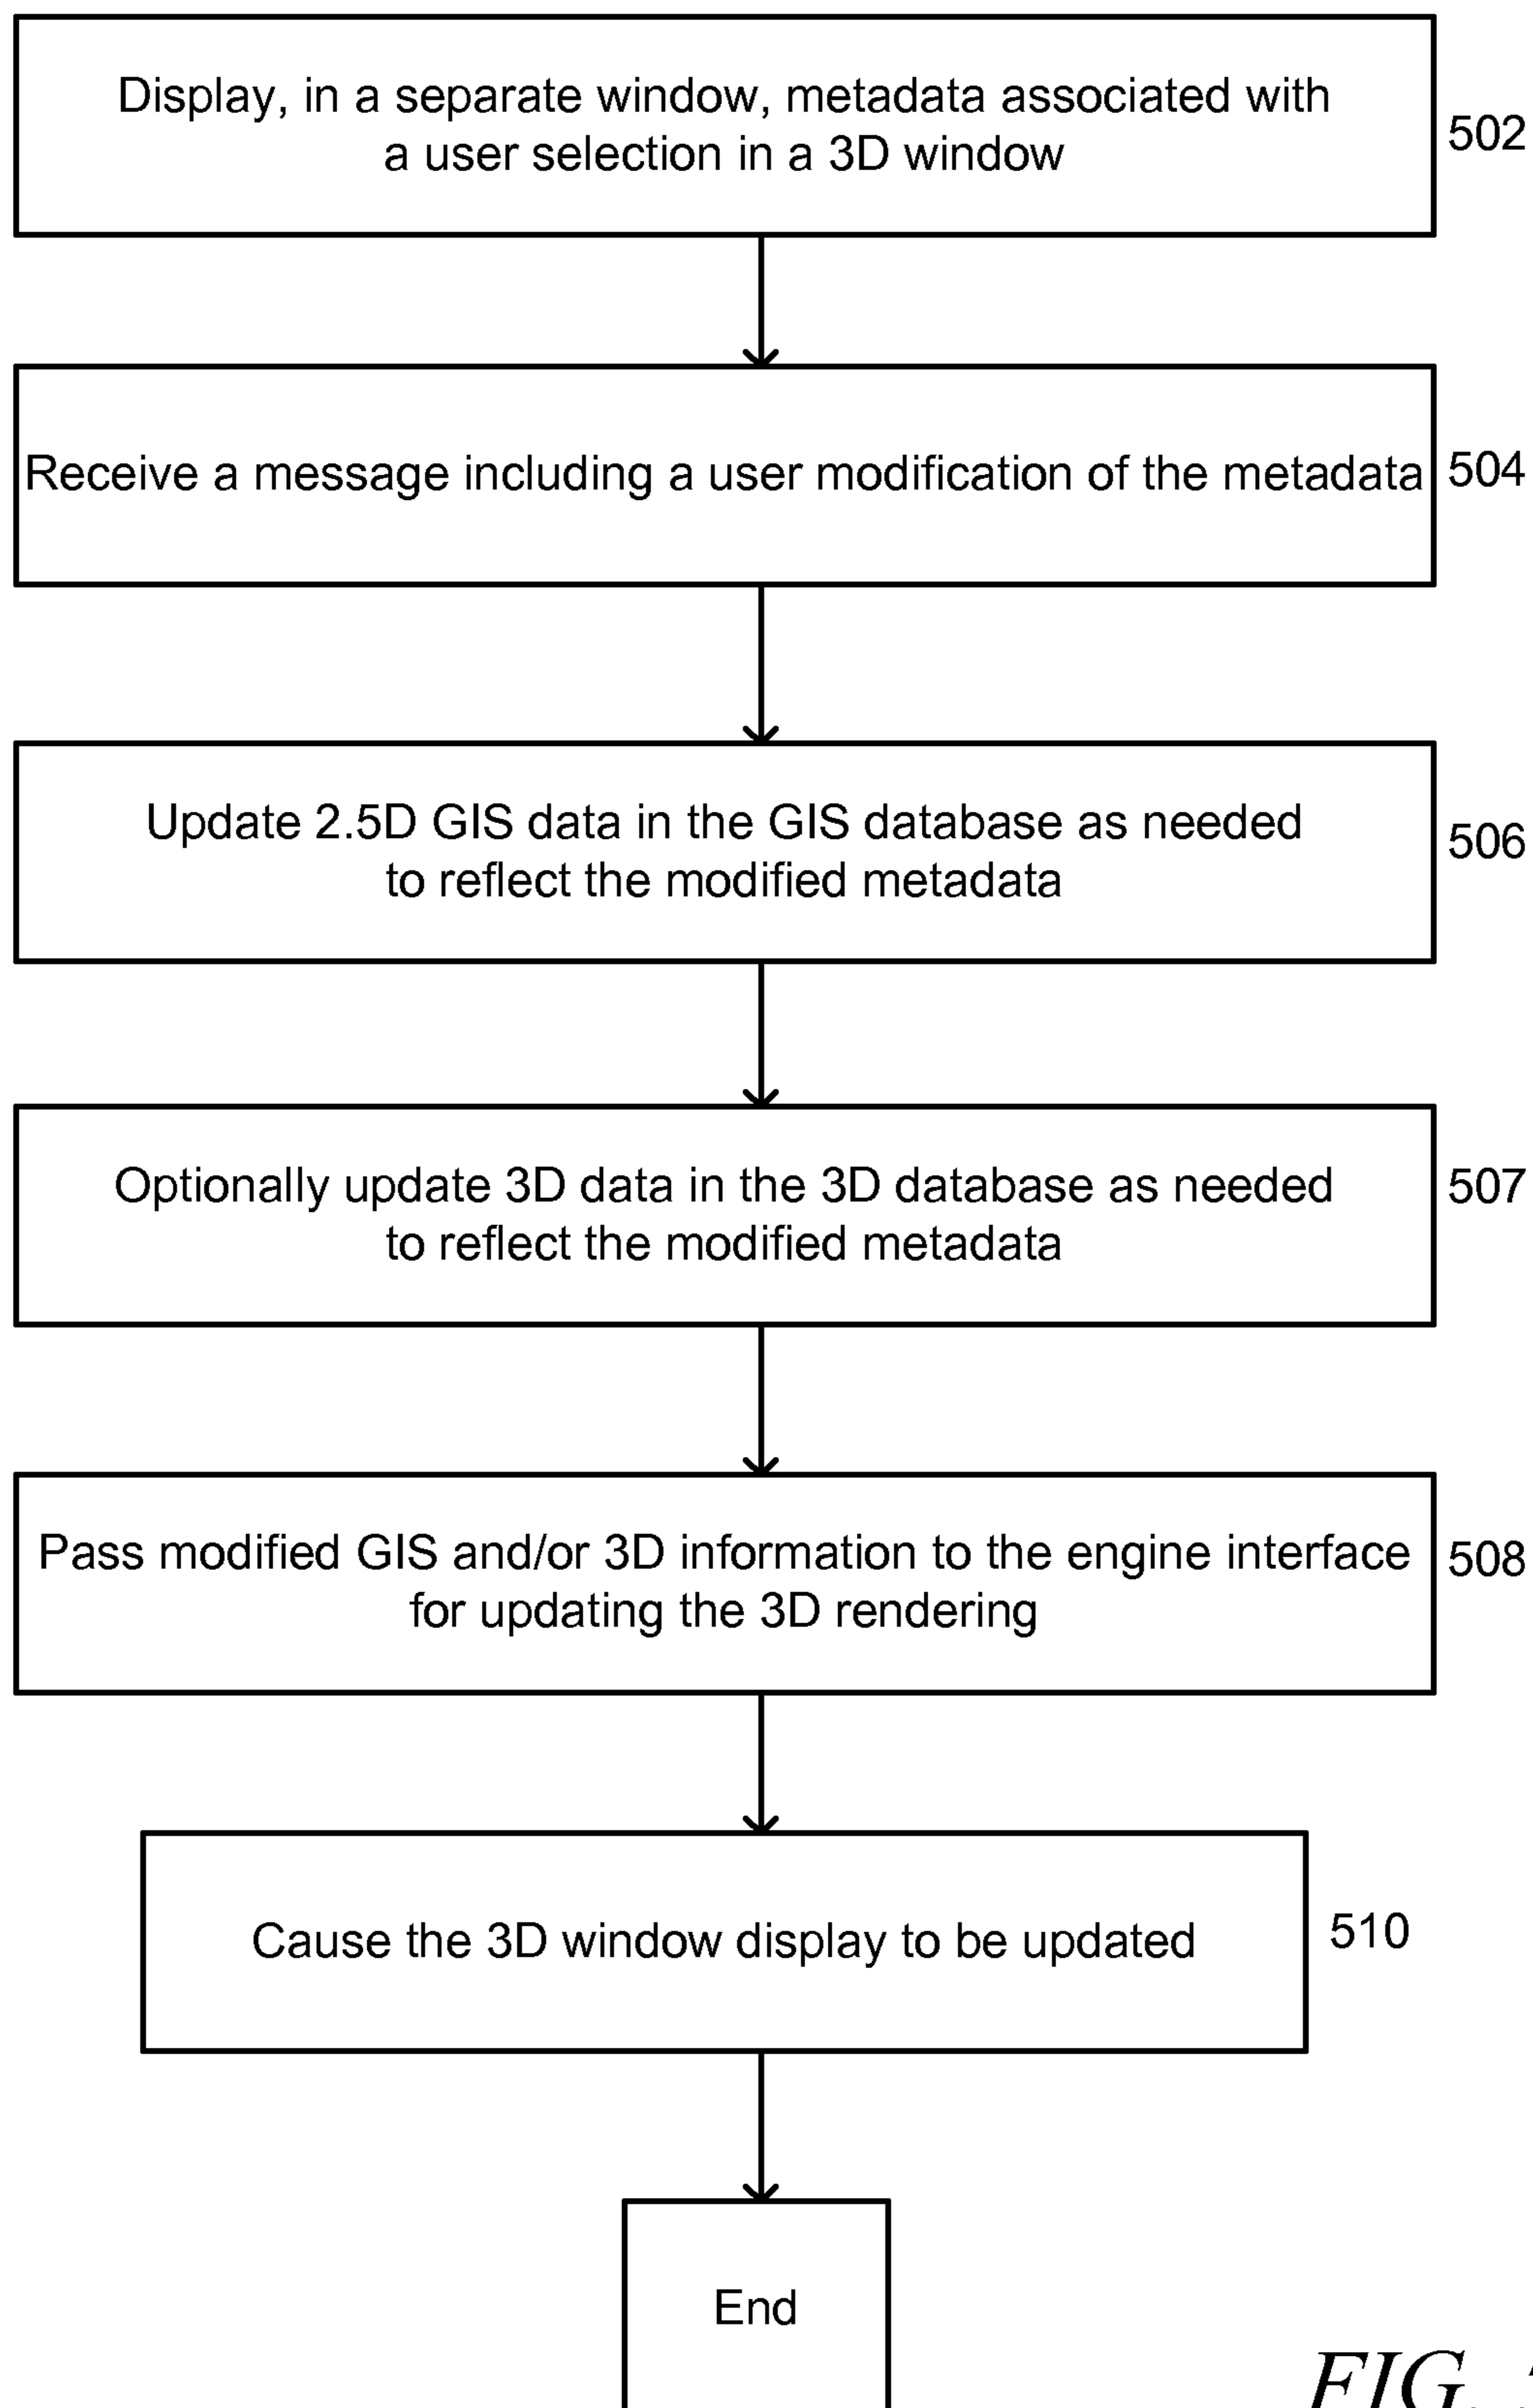 Display, in a separate window, metadata associated with
a user selection in a 3D window
502
Receive a message including a user modification of the metadata
504
Update 2.5D GIS data in the GIS database as needed
to reflect the modified metadata
506
Optionally update 3D data in the 3D database as needed
to reflect the modified metadata
507
Pass modified GIS and/or 3D information to the engine interface
for updating the 3D rendering
508
Cause the 3D window display to be updated
510
End
FIG.